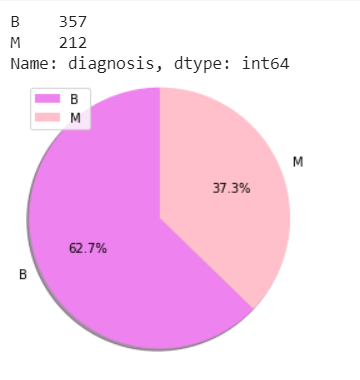 B    357
M    212
Name: diagnosis, dtype: int64
B
M
M
37.3%
62.7%
B